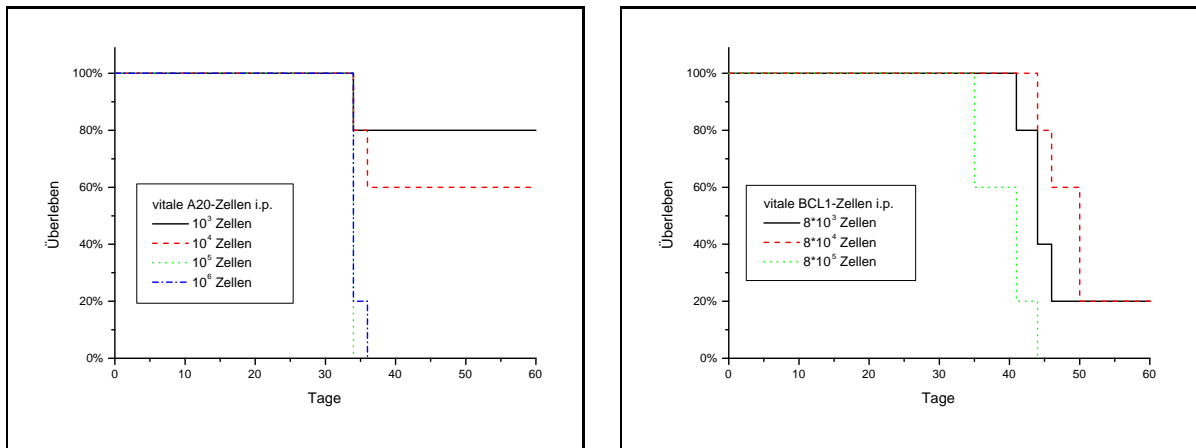 100%
80%
60%
40%
20%
0%
Überleben
vitale A20-Zellen i.p.
10³ Zellen
10⁴ Zellen
10⁵ Zellen
10⁶ Zellen
0 10 20 30 40 50 60
Tage
100%
80%
60%
40%
20%
0%
Überleben
vitale BCL1-Zellen i.p.
8*10³ Zellen
8*10⁴ Zellen
8*10⁵ Zellen
0 10 20 30 40 50 60
Tage